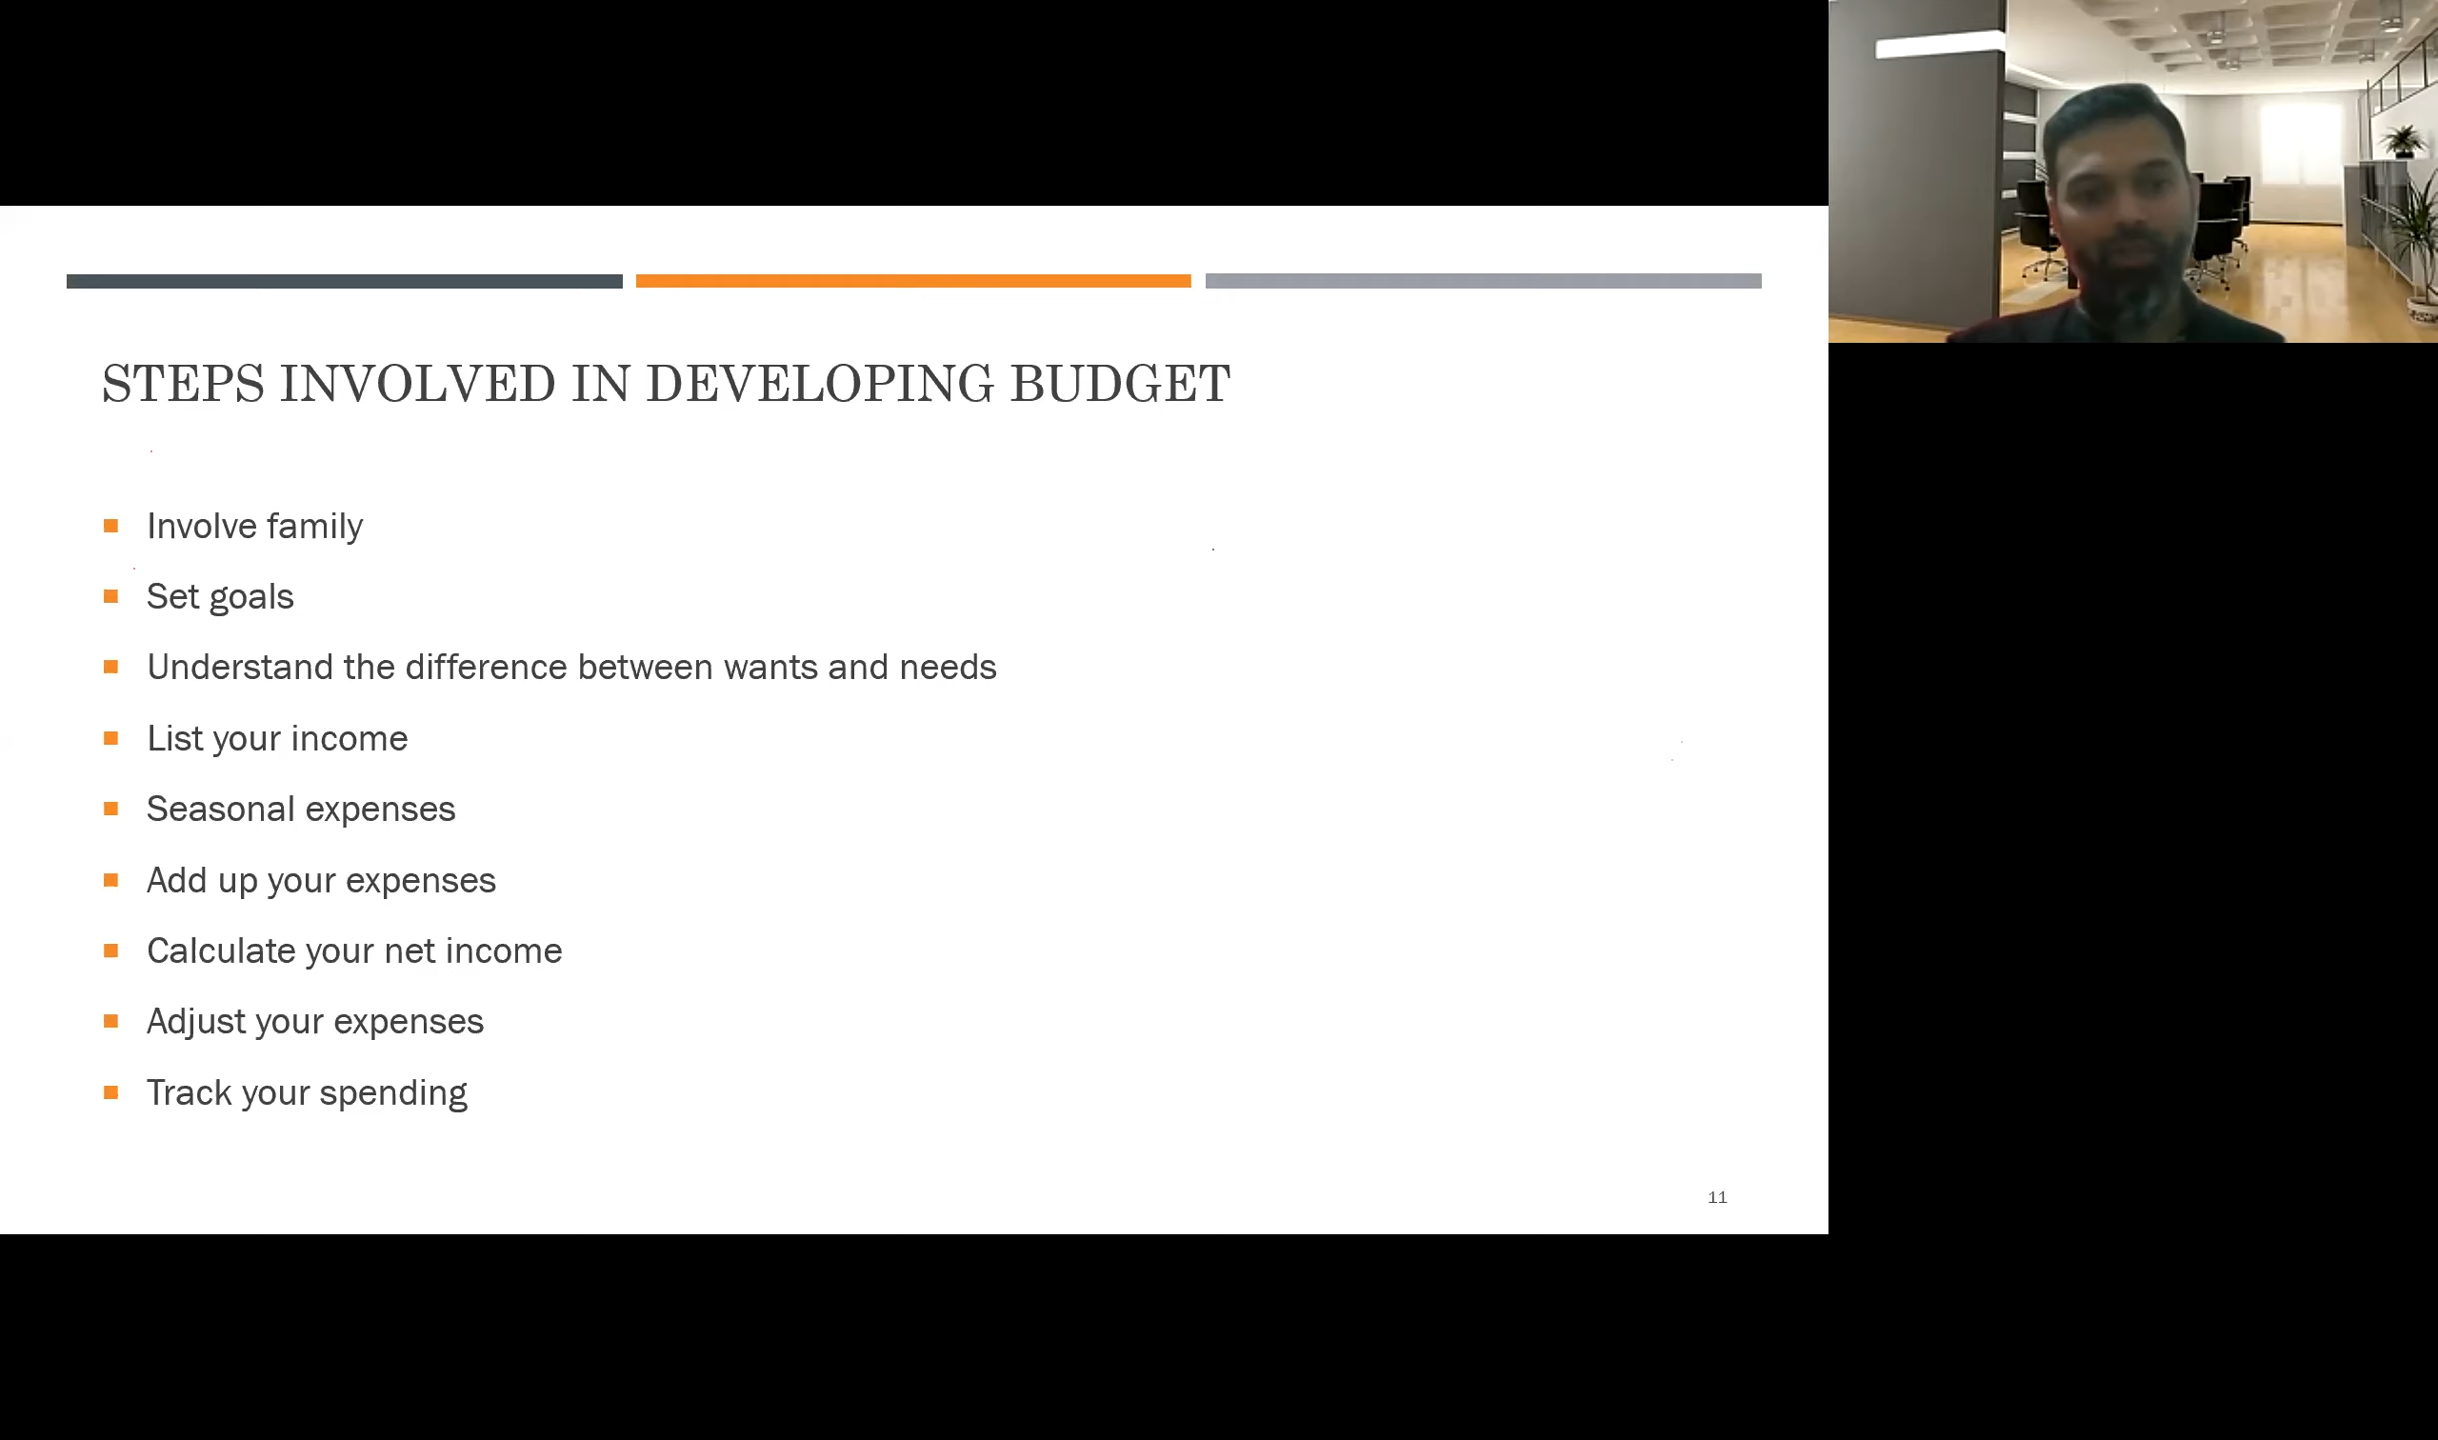 STEPS INVOLVED IN DEVELOPING BUDGET
Involve family
Set goals
Understand the difference between wants and needs
List your income
Seasonal expenses
Add up your expenses
Calculate your net income
Adjust your expenses
Track your spending
11